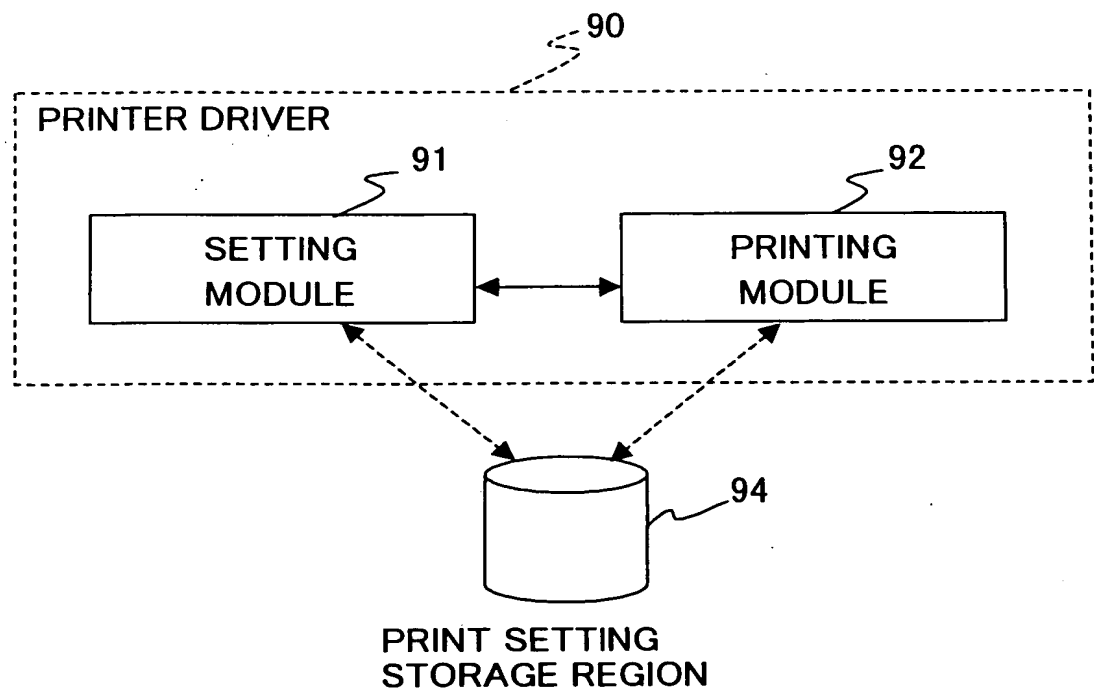 90
PRINTER DRIVER
91
92
SETTING
MODULE
PRINTING
MODULE
94
PRINT SETTING
STORAGE REGION